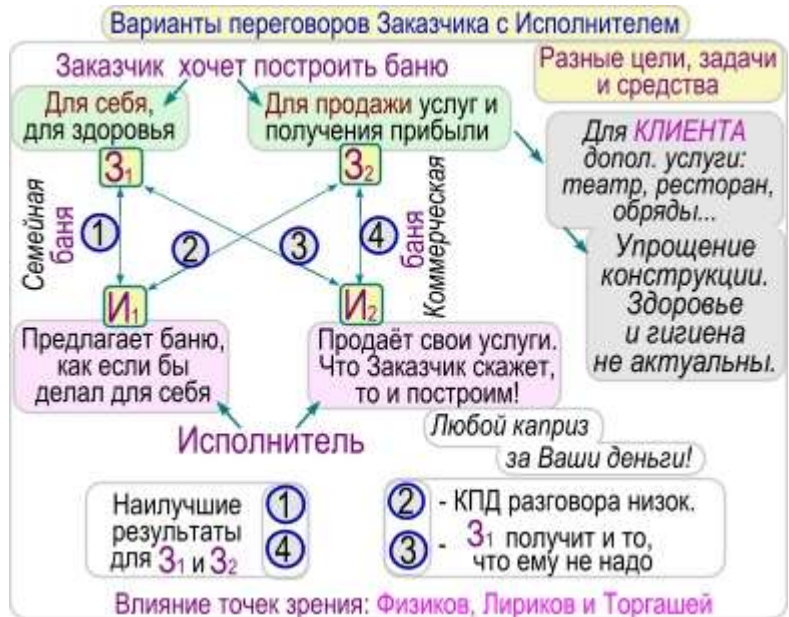 Варианты переговоров Заказчика с Исполнителем
Заказчик хочет построить баню
Разные цели, задачи
и средства
Для себя,
для здоровья
Для продажи услуг и
получения прибыли
Для КЛИЕНТА
допол. услуги:
театр, ресторан,
обряды...
Упрощение
конструкции.
Здоровье
и гигиена
не актуальны.
З1
З2
Семейная
баня
1
2
3
4
баня
Коммерческая
И1
И2
Предлагает баню,
как если бы
делал для себя
Продаёт свои услуги.
Что Заказчик скажет,
то и построим!
Исполнитель
Любой каприз
за Ваши деньги!
Наилучшие
результаты
для З1 и З2
1
4
2 - КПД разговора низок.
3 - З1 получит и то,
что ему не надо
Влияние точек зрения: Физиков, Лириков и Торгашей